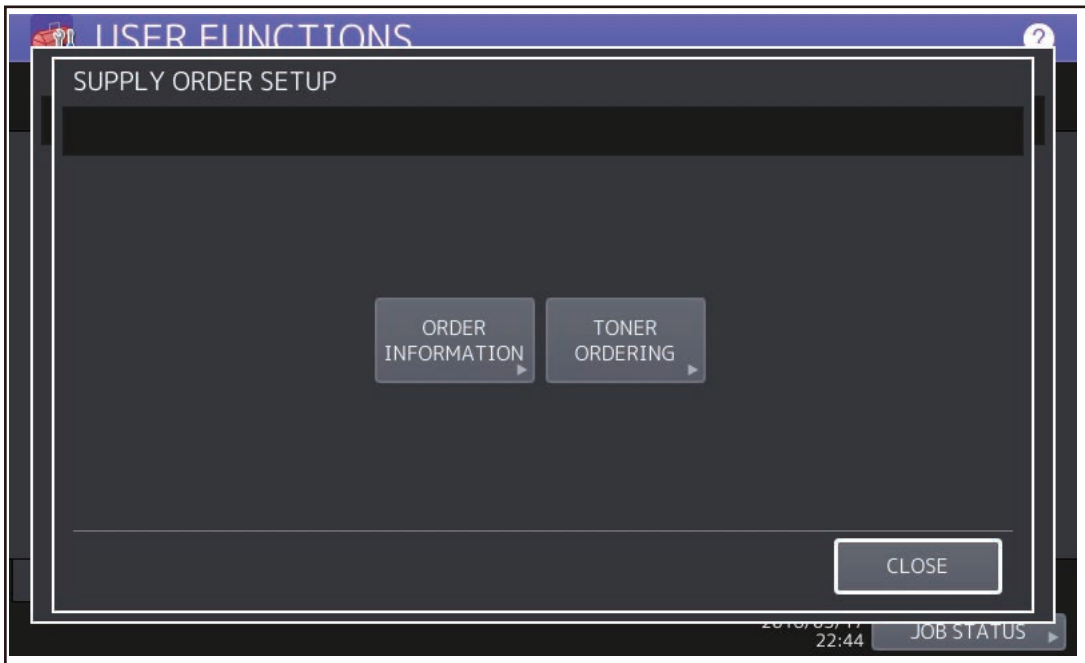 USER FUNCTIONS
?
SUPPLY ORDER SETUP
ORDER
INFORMATION
TONER
ORDERING
CLOSE
22:44
JOB STATUS